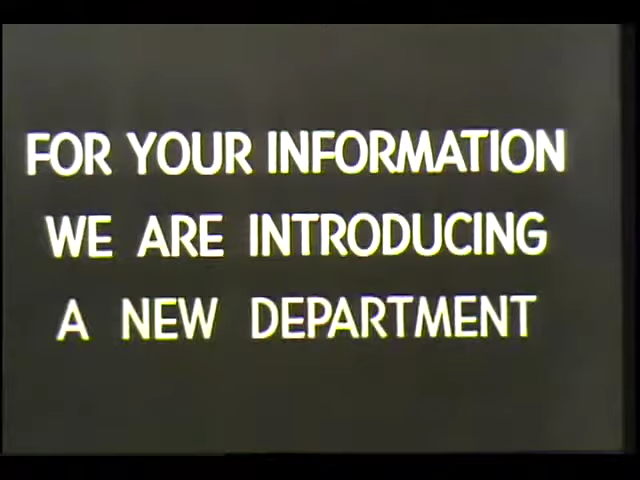 FOR YOUR INFORMATION
WE ARE INTRODUCING
A NEW DEPARTMENT